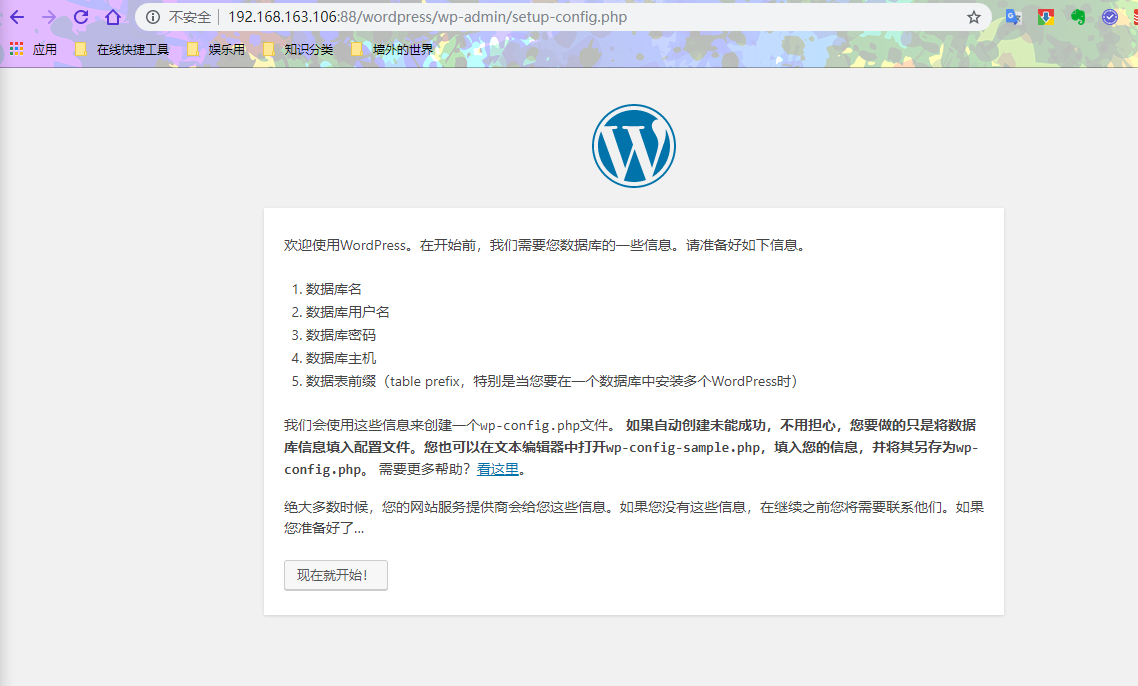 不安全 192.168.163.106:88/wordpress/wp-admin/setup-config.php
应用 在线快捷工具 娱乐用 知识分类 墙外的世界
欢迎使用WordPress。在开始前，我们需要您数据库的一些信息。请准备好如下信息。
1. 数据库名
2. 数据库用户名
3. 数据库密码
4. 数据库主机
5. 数据表前缀（table prefix，特别是当您要在一个数据库中安装多个WordPress时）
我们会使用这些信息来创建一个wp-config.php文件。 如果自动创建未能成功，不用担心，您要做的只是将数据
库信息填入配置文件。您也可以在文本编辑器中打开wp-config-sample.php，填入您的信息，并将其另存为wp-
config.php。 需要更多帮助？看这里。
绝大多数时候，您的网站服务提供商会给您这些信息。如果您没有这些信息，在继续之前您将需要联系他们。如果
您准备好了…
现在就开始！